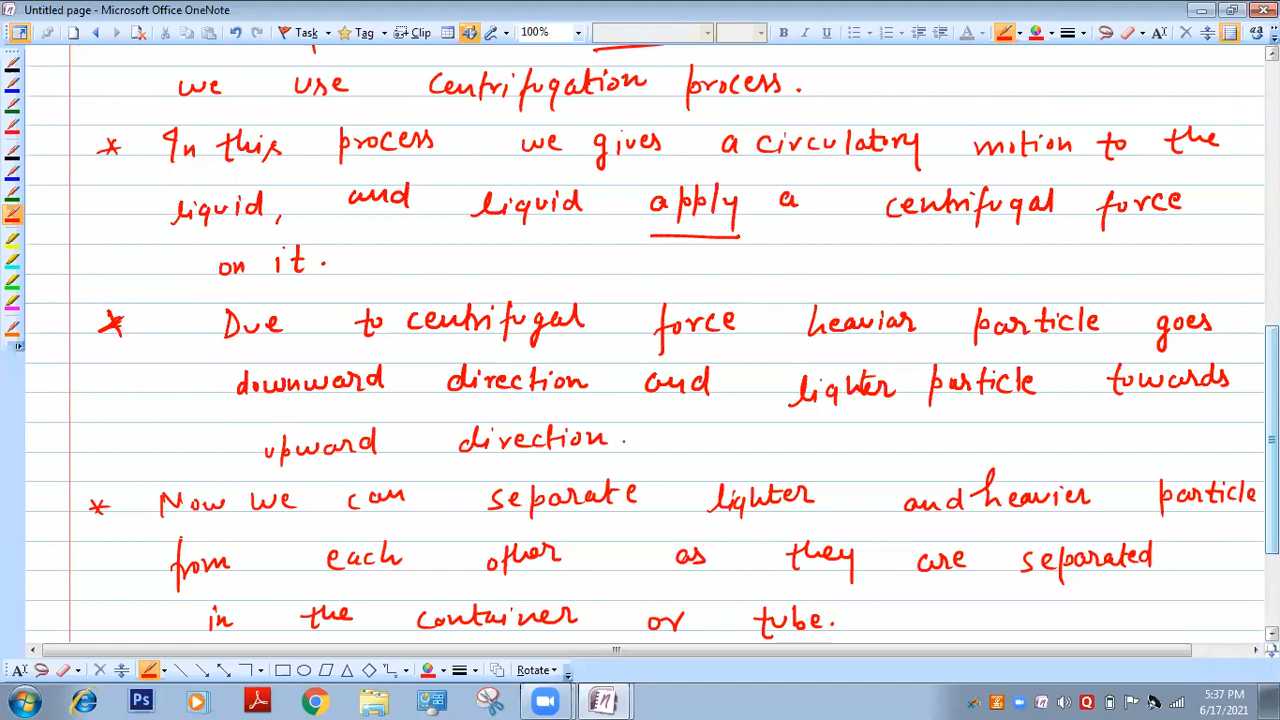 Untitled page - Microsoft Office OneNote
Task Tag Clip 100% B I U
we use centrifugation process.
* In this process we gives a circulatory motion to the
liquid, and liquid apply a centrifugal force
on it.
* Due to centrifugal force heaviar particle goes
downward direction and lighter particle towards
upward direction.
* Now we can separate lighter and heavier particle
from each other as they are separated
in the container or tube.
Rotate
5:37 PM
6/17/2021